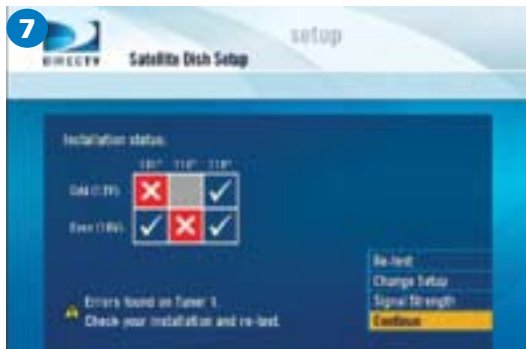 7
setup
DIRECTV
Satellite Dish Setup
Installation status:
101° 110° 119°
Odd (13V)
Even (18V)
Re-test
Change Setup
Signal Strength
Continue
Errors found on Tuner 1.
Check your installation and re-test.